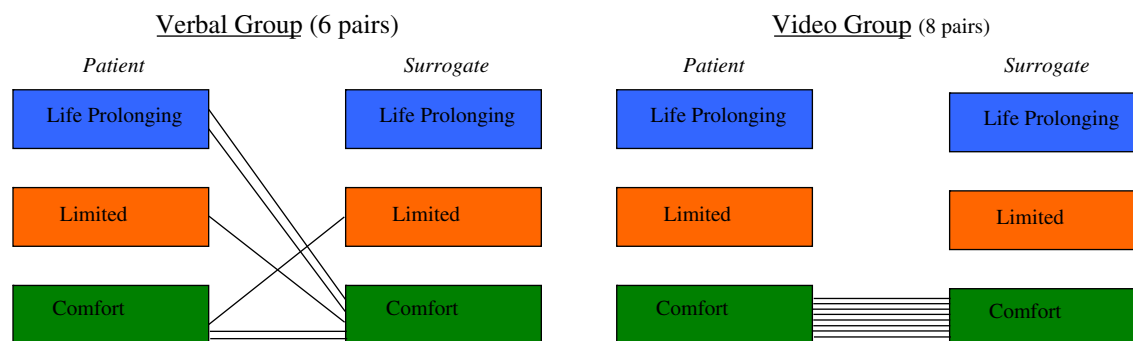 Verbal Group (6 pairs)
Patient
Surrogate
Life Prolonging
Life Prolonging
Limited
Limited
Comfort
Comfort
Video Group (8 pairs)
Patient
Surrogate
Life Prolonging
Life Prolonging
Limited
Limited
Comfort
Comfort